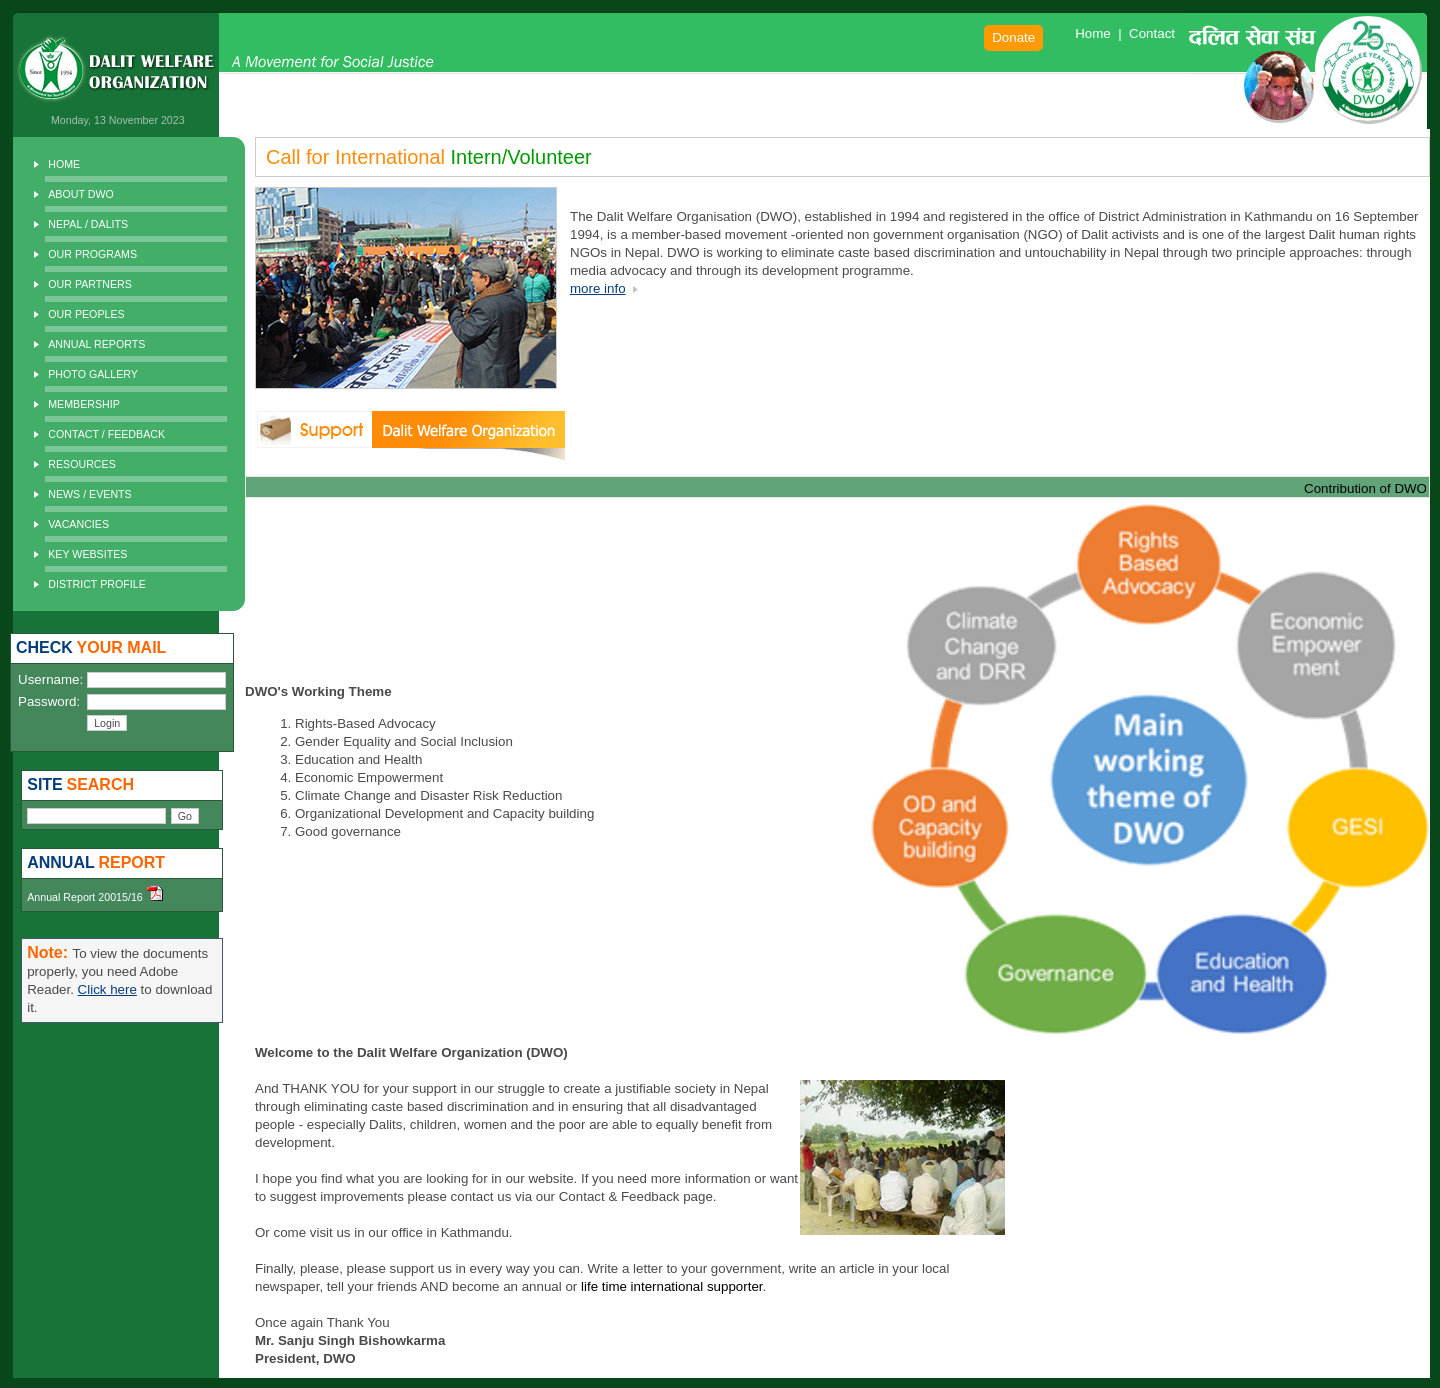 DALIT WELFARE
ORGANIZATION
Since
1994
A Movement for Social Justice
Donate
Home | Contact
दलित सेवा संघ
25
SILVER JUBILEE YEAR 1994-2019
DWO
A Movement for Social Justice
Monday, 13 November 2023
HOME
ABOUT DWO
NEPAL / DALITS
OUR PROGRAMS
OUR PARTNERS
OUR PEOPLES
ANNUAL REPORTS
PHOTO GALLERY
MEMBERSHIP
CONTACT / FEEDBACK
RESOURCES
NEWS / EVENTS
VACANCIES
KEY WEBSITES
DISTRICT PROFILE
CHECK YOUR MAIL
Username:
Password:
Login
SITE SEARCH
Go
ANNUAL REPORT
Annual Report 20015/16
Note: To view the documents
properly, you need Adobe
Reader. Click here to download
it.
Call for International Intern/Volunteer
खबरदारी
The Dalit Welfare Organisation (DWO), established in 1994 and registered in the office of District Administration in Kathmandu on 16 September
1994, is a member-based movement -oriented non government organisation (NGO) of Dalit activists and is one of the largest Dalit human rights
NGOs in Nepal. DWO is working to eliminate caste based discrimination and untouchability in Nepal through two principle approaches: through
media advocacy and through its development programme.
more info
Support Dalit Welfare Organization
Contribution of DWO
DWO's Working Theme
1. Rights-Based Advocacy
2. Gender Equality and Social Inclusion
3. Education and Health
4. Economic Empowerment
5. Climate Change and Disaster Risk Reduction
6. Organizational Development and Capacity building
7. Good governance
Rights
Based
Advocacy
Economic
Empower
ment
GESI
Education
and Health
Governance
OD and
Capacity
building
Climate
Change
and DRR
Main
working
theme of
DWO
Welcome to the Dalit Welfare Organization (DWO)
And THANK YOU for your support in our struggle to create a justifiable society in Nepal
through eliminating caste based discrimination and in ensuring that all disadvantaged
people - especially Dalits, children, women and the poor are able to equally benefit from
development.
I hope you find what you are looking for in our website. If you need more information or want
to suggest improvements please contact us via our Contact & Feedback page.
Or come visit us in our office in Kathmandu.
Finally, please, please support us in every way you can. Write a letter to your government, write an article in your local
newspaper, tell your friends AND become an annual or life time international supporter.
Once again Thank You
Mr. Sanju Singh Bishowkarma
President, DWO